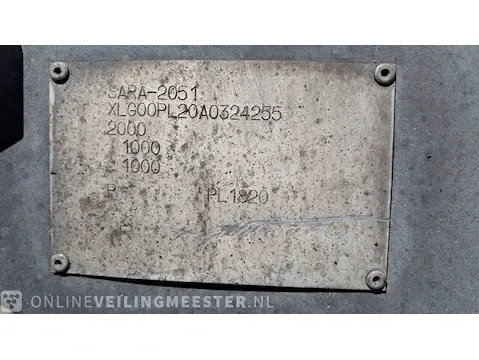 SARA-2051
XLG00PL20A0324255
2000
1000
1000
R PL1820
ONLINEVEILINGMEESTER.NL